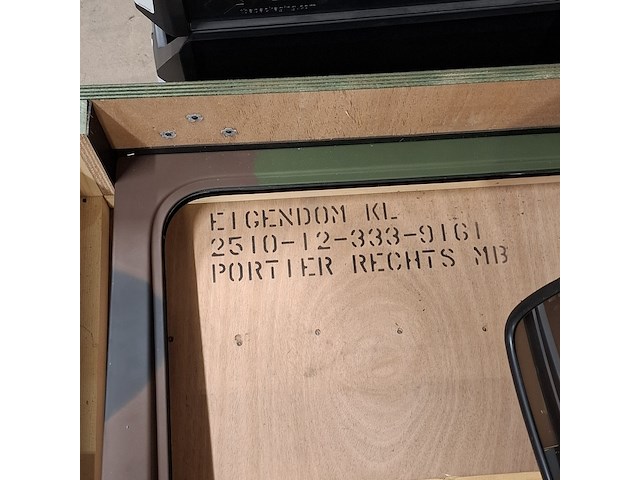 EIGENDOM KL
2510-12-333-9161
PORTIER RECHTS MB